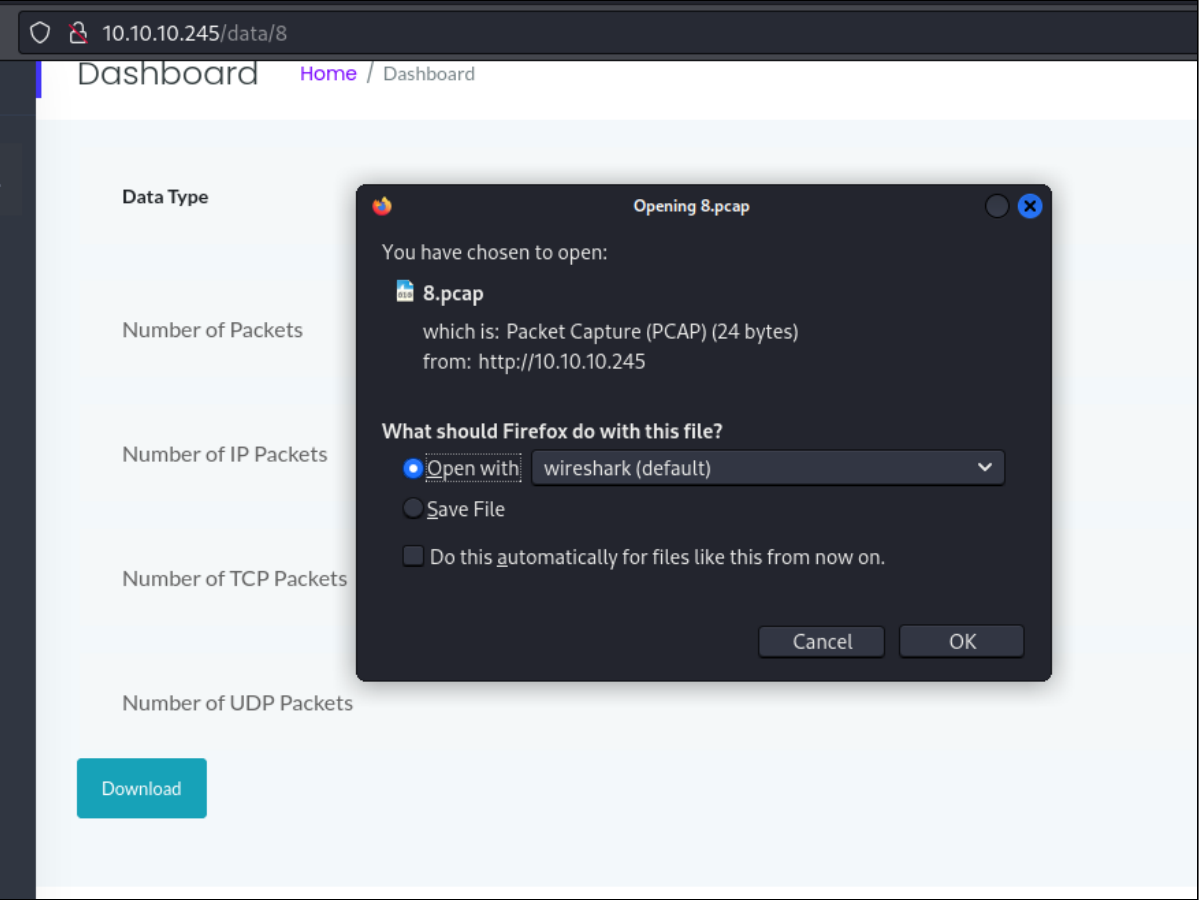 10.10.10.245/data/8
Dashboard Home / Dashboard
Data Type
Opening 8.pcap
You have chosen to open:
8.pcap
which is: Packet Capture (PCAP) (24 bytes)
from: http://10.10.10.245
What should Firefox do with this file?
Open with wireshark (default)
Save File
Do this automatically for files like this from now on.
Cancel OK
Number of Packets
Number of IP Packets
Number of TCP Packets
Number of UDP Packets
Download